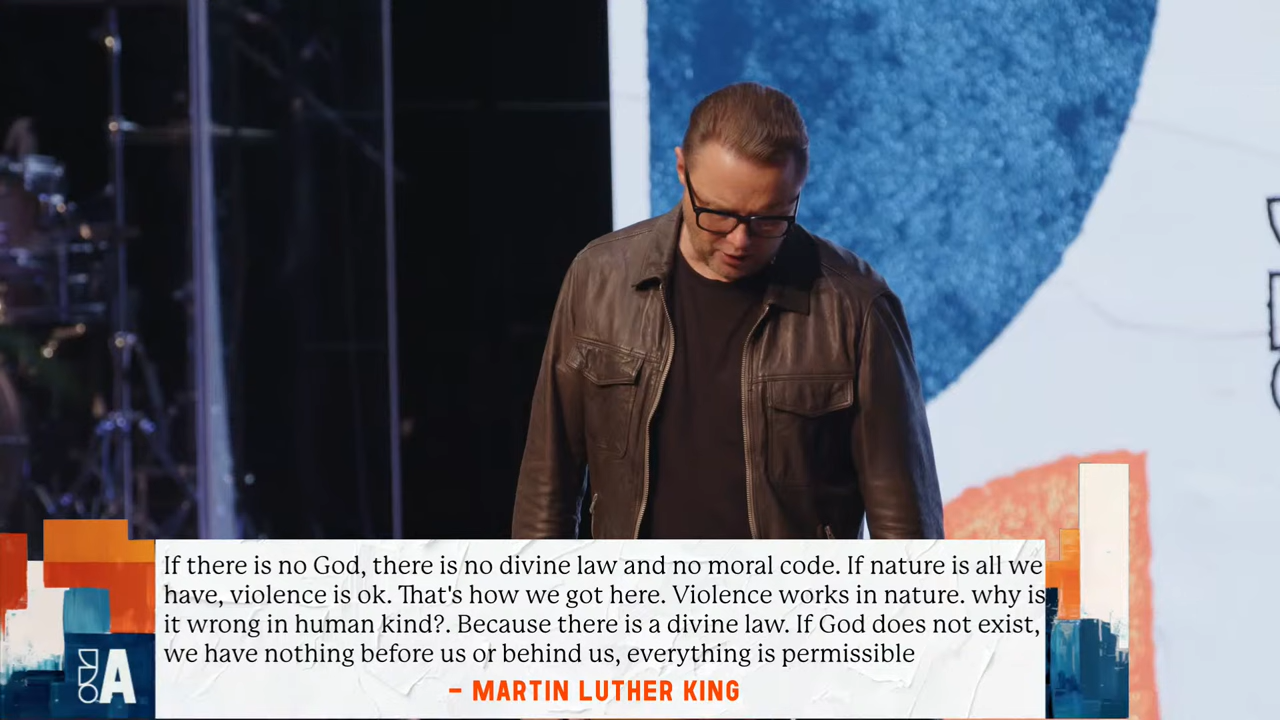 If there is no God, there is no divine law and no moral code. If nature is all we
have, violence is ok. That's how we got here. Violence works in nature. why is
it wrong in human kind?. Because there is a divine law. If God does not exist,
we have nothing before us or behind us, everything is permissible
– MARTIN LUTHER KING
A